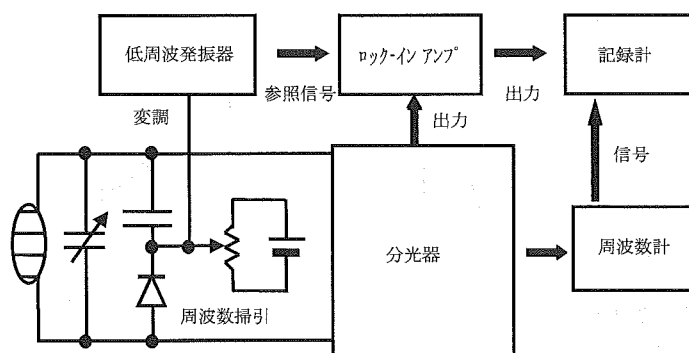 低周波発振器
ロック-イン アンプ
記録計
参照信号
出力
変調
出力
信号
分光器
周波数計
周波数掃引